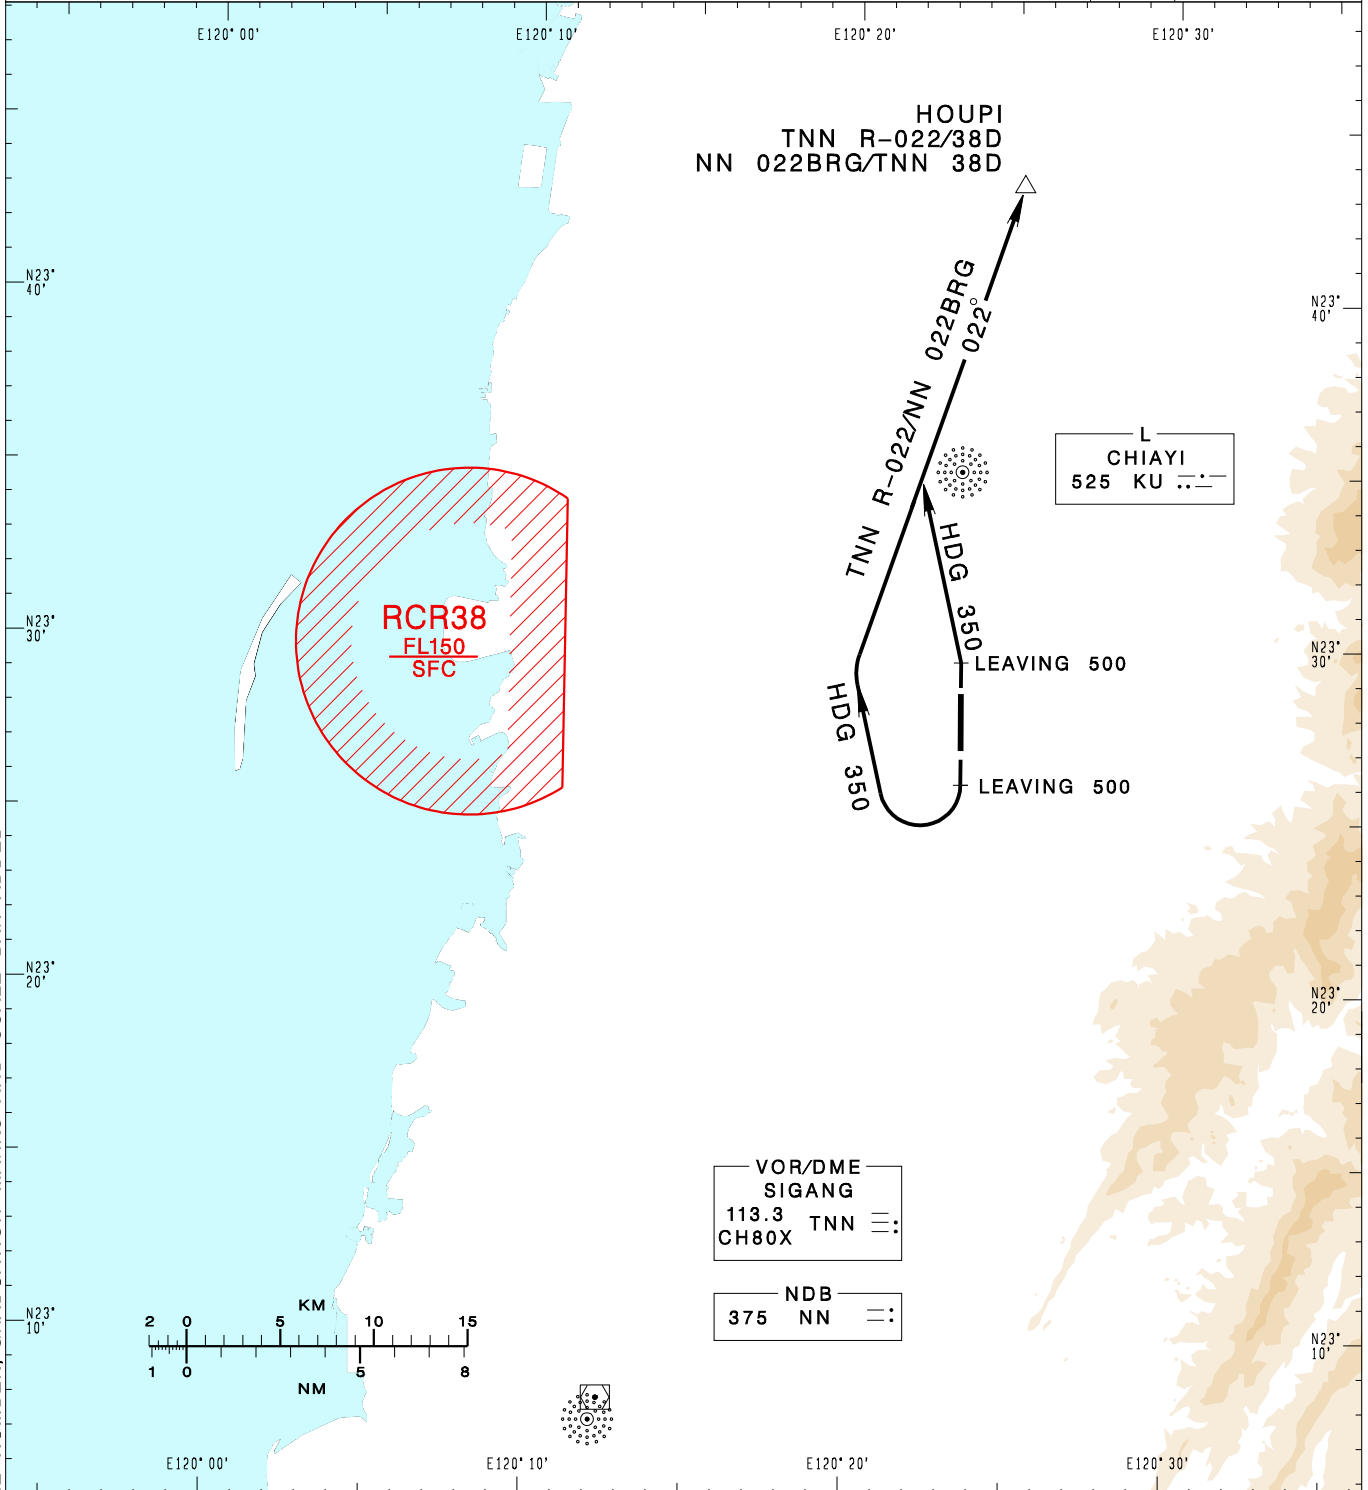 E120° 00'
E120° 10'
E120° 20'
E120° 30'
HOUPI
TNN R-022/38D
NN 022BRG/TNN 38D
N23°
40'
N23°
40'
TNN R-022/NN 022BRG
022°
L
CHIAYI
525 KU
HDG 350
RCR38
FL150
SFC
N23°
30'
N23°
30'
LEAVING 500
HDG 350
LEAVING 500
N23°
20'
N23°
20'
VOR/DME
SIGANG
113.3
CH80X
TNN
NDB
375 NN
N23°
10'
N23°
10'
KM
2 0 5 10 15
1 0 5 8
NM
E120° 00'
E120° 10'
E120° 20'
E120° 30'